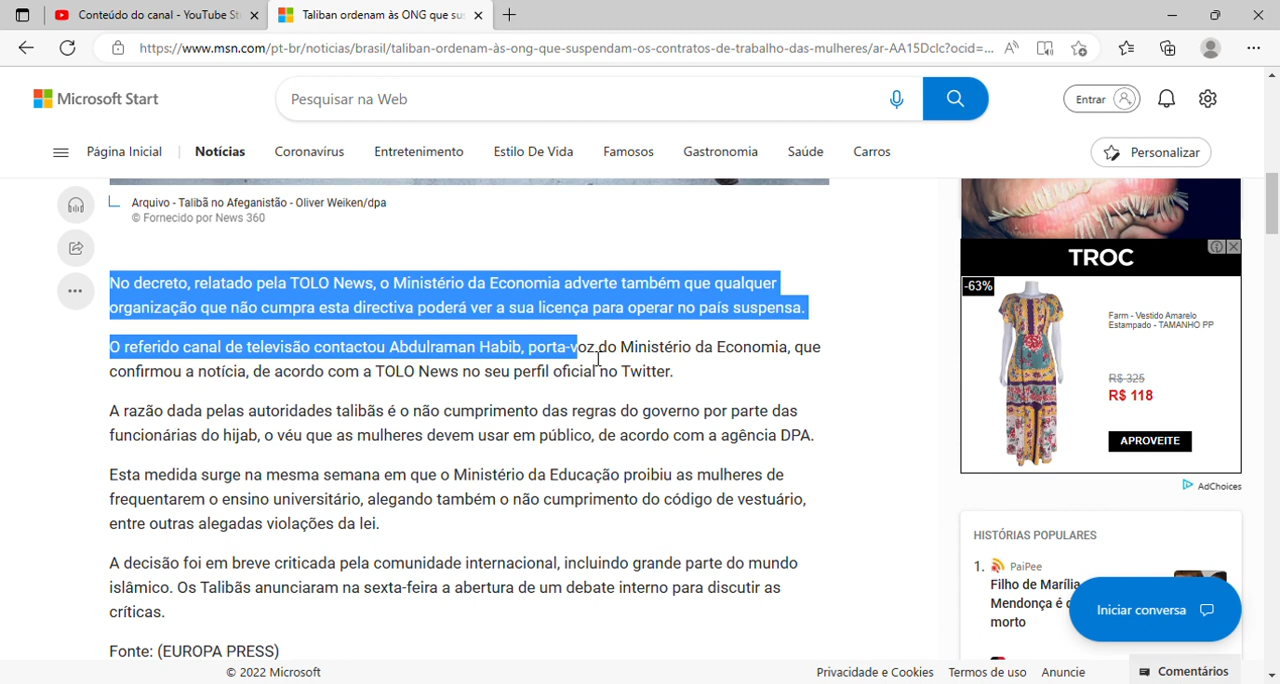 Conteúdo do canal - YouTube St
Taliban ordenam às ONG que sus
https://www.msn.com/pt-br/noticias/brasil/taliban-ordenam-às-ong-que-suspendam-os-contratos-de-trabalho-das-mulheres/ar-AA15Dclc?ocid=...
Microsoft Start
Pesquisar na Web
Entrar
Página Inicial
Notícias
Coronavirus
Entretenimento
Estilo De Vida
Famosos
Gastronomia
Saúde
Carros
Personalizar
Arquivo - Talibã no Afeganistão - Oliver Weiken/dpa
© Fornecido por News 360
No decreto, relatado pela TOLO News, o Ministério da Economia adverte também que qualquer
organização que não cumpra esta directiva poderá ver a sua licença para operar no país suspensa.
O referido canal de televisão contactou Abdulraman Habib, porta-voz do Ministério da Economia, que
confirmou a notícia, de acordo com a TOLO News no seu perfil oficial no Twitter.
A razão dada pelas autoridades talibãs é o não cumprimento das regras do governo por parte das
funcionárias do hijab, o véu que as mulheres devem usar em público, de acordo com a agência DPA.
Esta medida surge na mesma semana em que o Ministério da Educação proibiu as mulheres de
frequentarem o ensino universitário, alegando também o não cumprimento do código de vestuário,
entre outras alegadas violações da lei.
A decisão foi em breve criticada pela comunidade internacional, incluindo grande parte do mundo
islâmico. Os Talibãs anunciaram na sexta-feira a abertura de um debate interno para discutir as
críticas.
Fonte: (EUROPA PRESS)
TROC
-63%
Farm - Vestido Amarelo
Estampado - TAMANHO PP
R$ 325
R$ 118
APROVEITE
AdChoices
HISTÓRIAS POPULARES
1. PaiPee
Filho de Marília
Mendonça é d
morto
Iniciar conversa
© 2022 Microsoft
Privacidade e Cookies
Termos de uso
Anuncie
Comentários